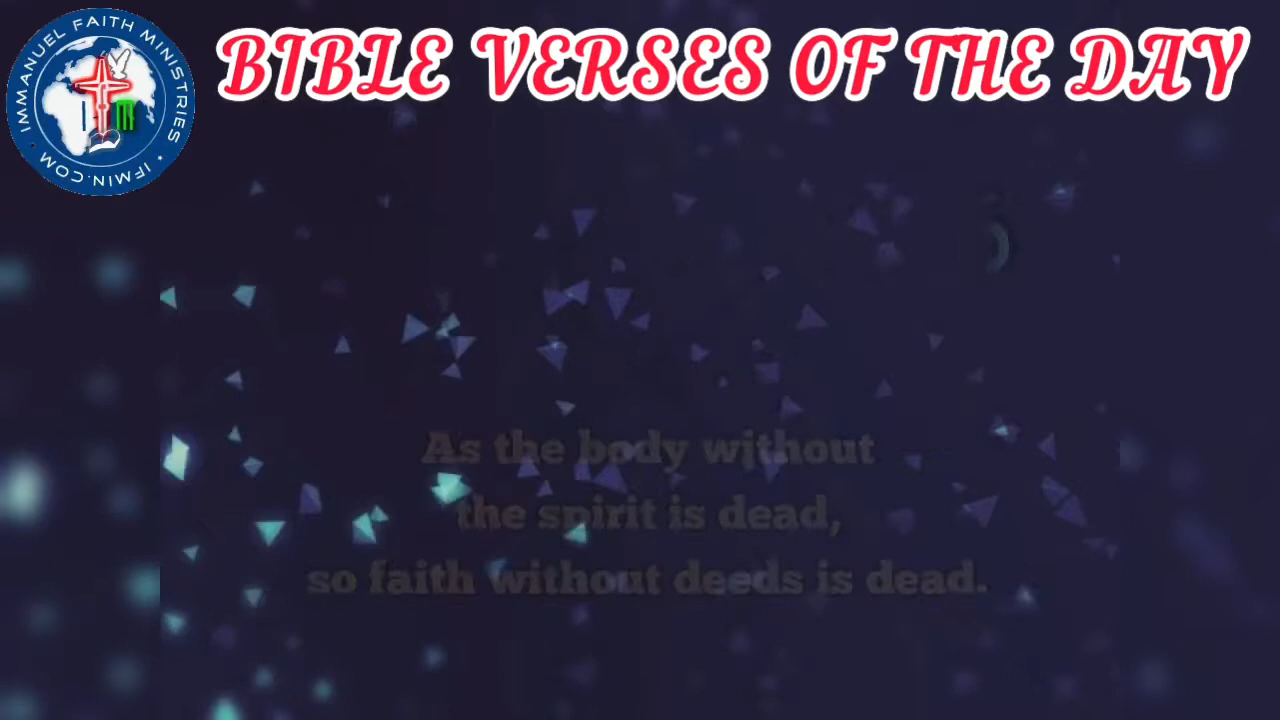 IMMANUEL FAITH MINISTRIES
IFMIN.COM
BIBLE VERSES OF THE DAY
As the body without
the spirit is dead,
so faith without deeds is dead.